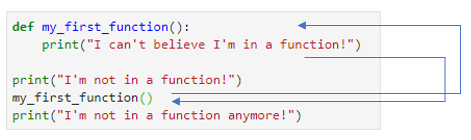 def my_first_function():
    print("I can't believe I'm in a function!")
print("I'm not in a function!")
my_first_function()
print("I'm not in a function anymore!")